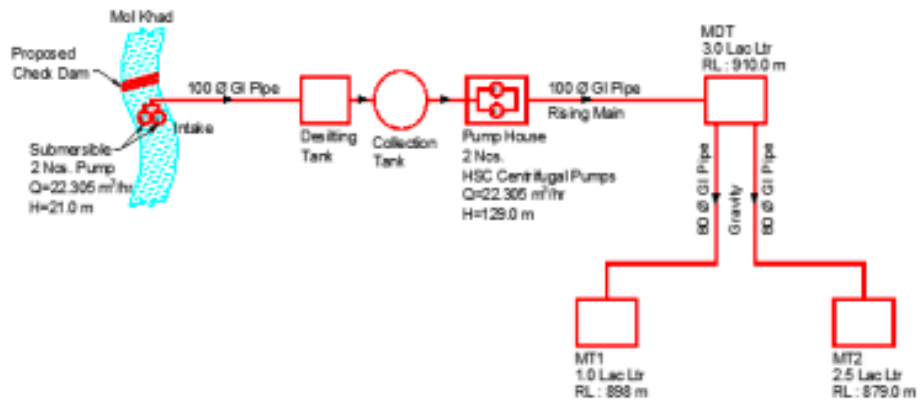 Mol Khad
Proposed
Check Dam
100 Ø GI Pipe
Intake
Submersible
2 Nos. Pump
Q=22.305 m³/hr
H=21.0 m
Desilting
Tank
Collection
Tank
Pump House
2 Nos.
HSC Centrifugal Pumps
Q=22.305 m³/hr
H=129.0 m
100 Ø GI Pipe
Rising Main
MDT
3.0 Lac Ltr
RL : 910.0 m
80 Ø GI Pipe
Gravity
80 Ø GI Pipe
MT1
1.0 Lac Ltr
RL : 898 m
MT2
2.5 Lac Ltr
RL : 879.0 m